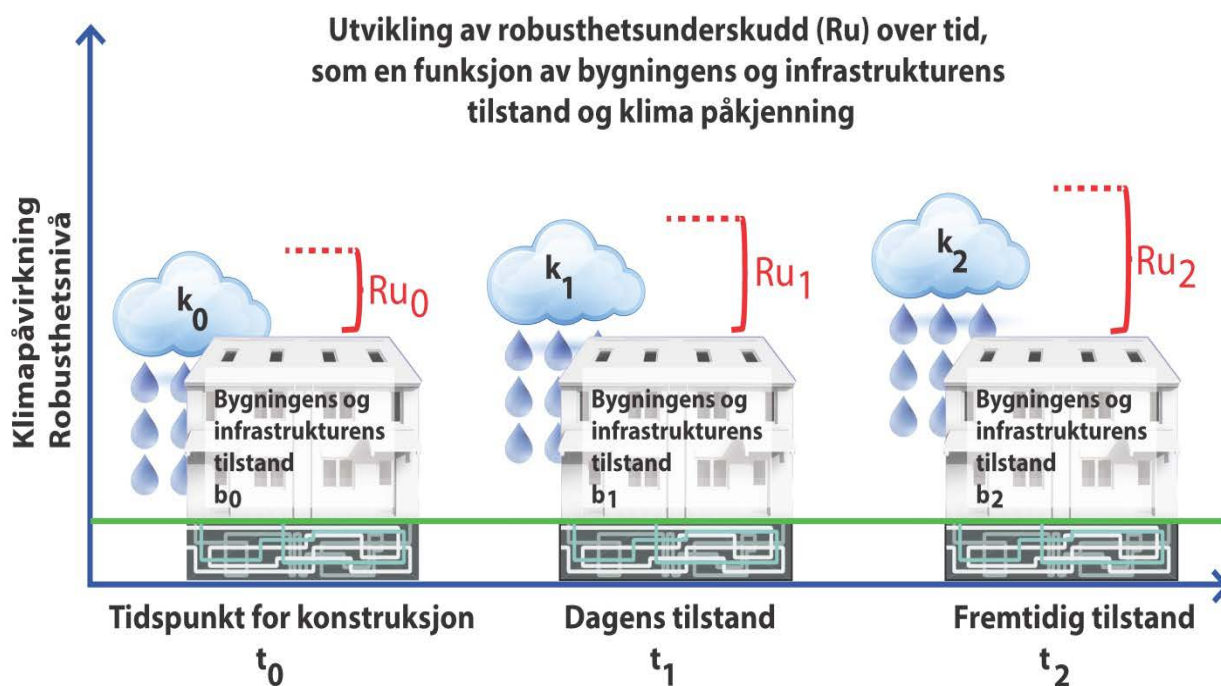 Utvikling av robusthetsunderskudd (Ru) over tid,
som en funksjon av bygningens og infrastrukturens
tilstand og klima påkjenning
Klimapåvirkning
Robusthetsnivå
k0
Ru0
k1
Ru1
k2
Ru2
Bygningens og
infrastrukturens
tilstand
b0
Bygningens og
infrastrukturens
tilstand
b1
Bygningens og
infrastrukturens
tilstand
b2
Tidspunkt for konstruksjon
t0
Dagens tilstand
t1
Fremtidig tilstand
t2